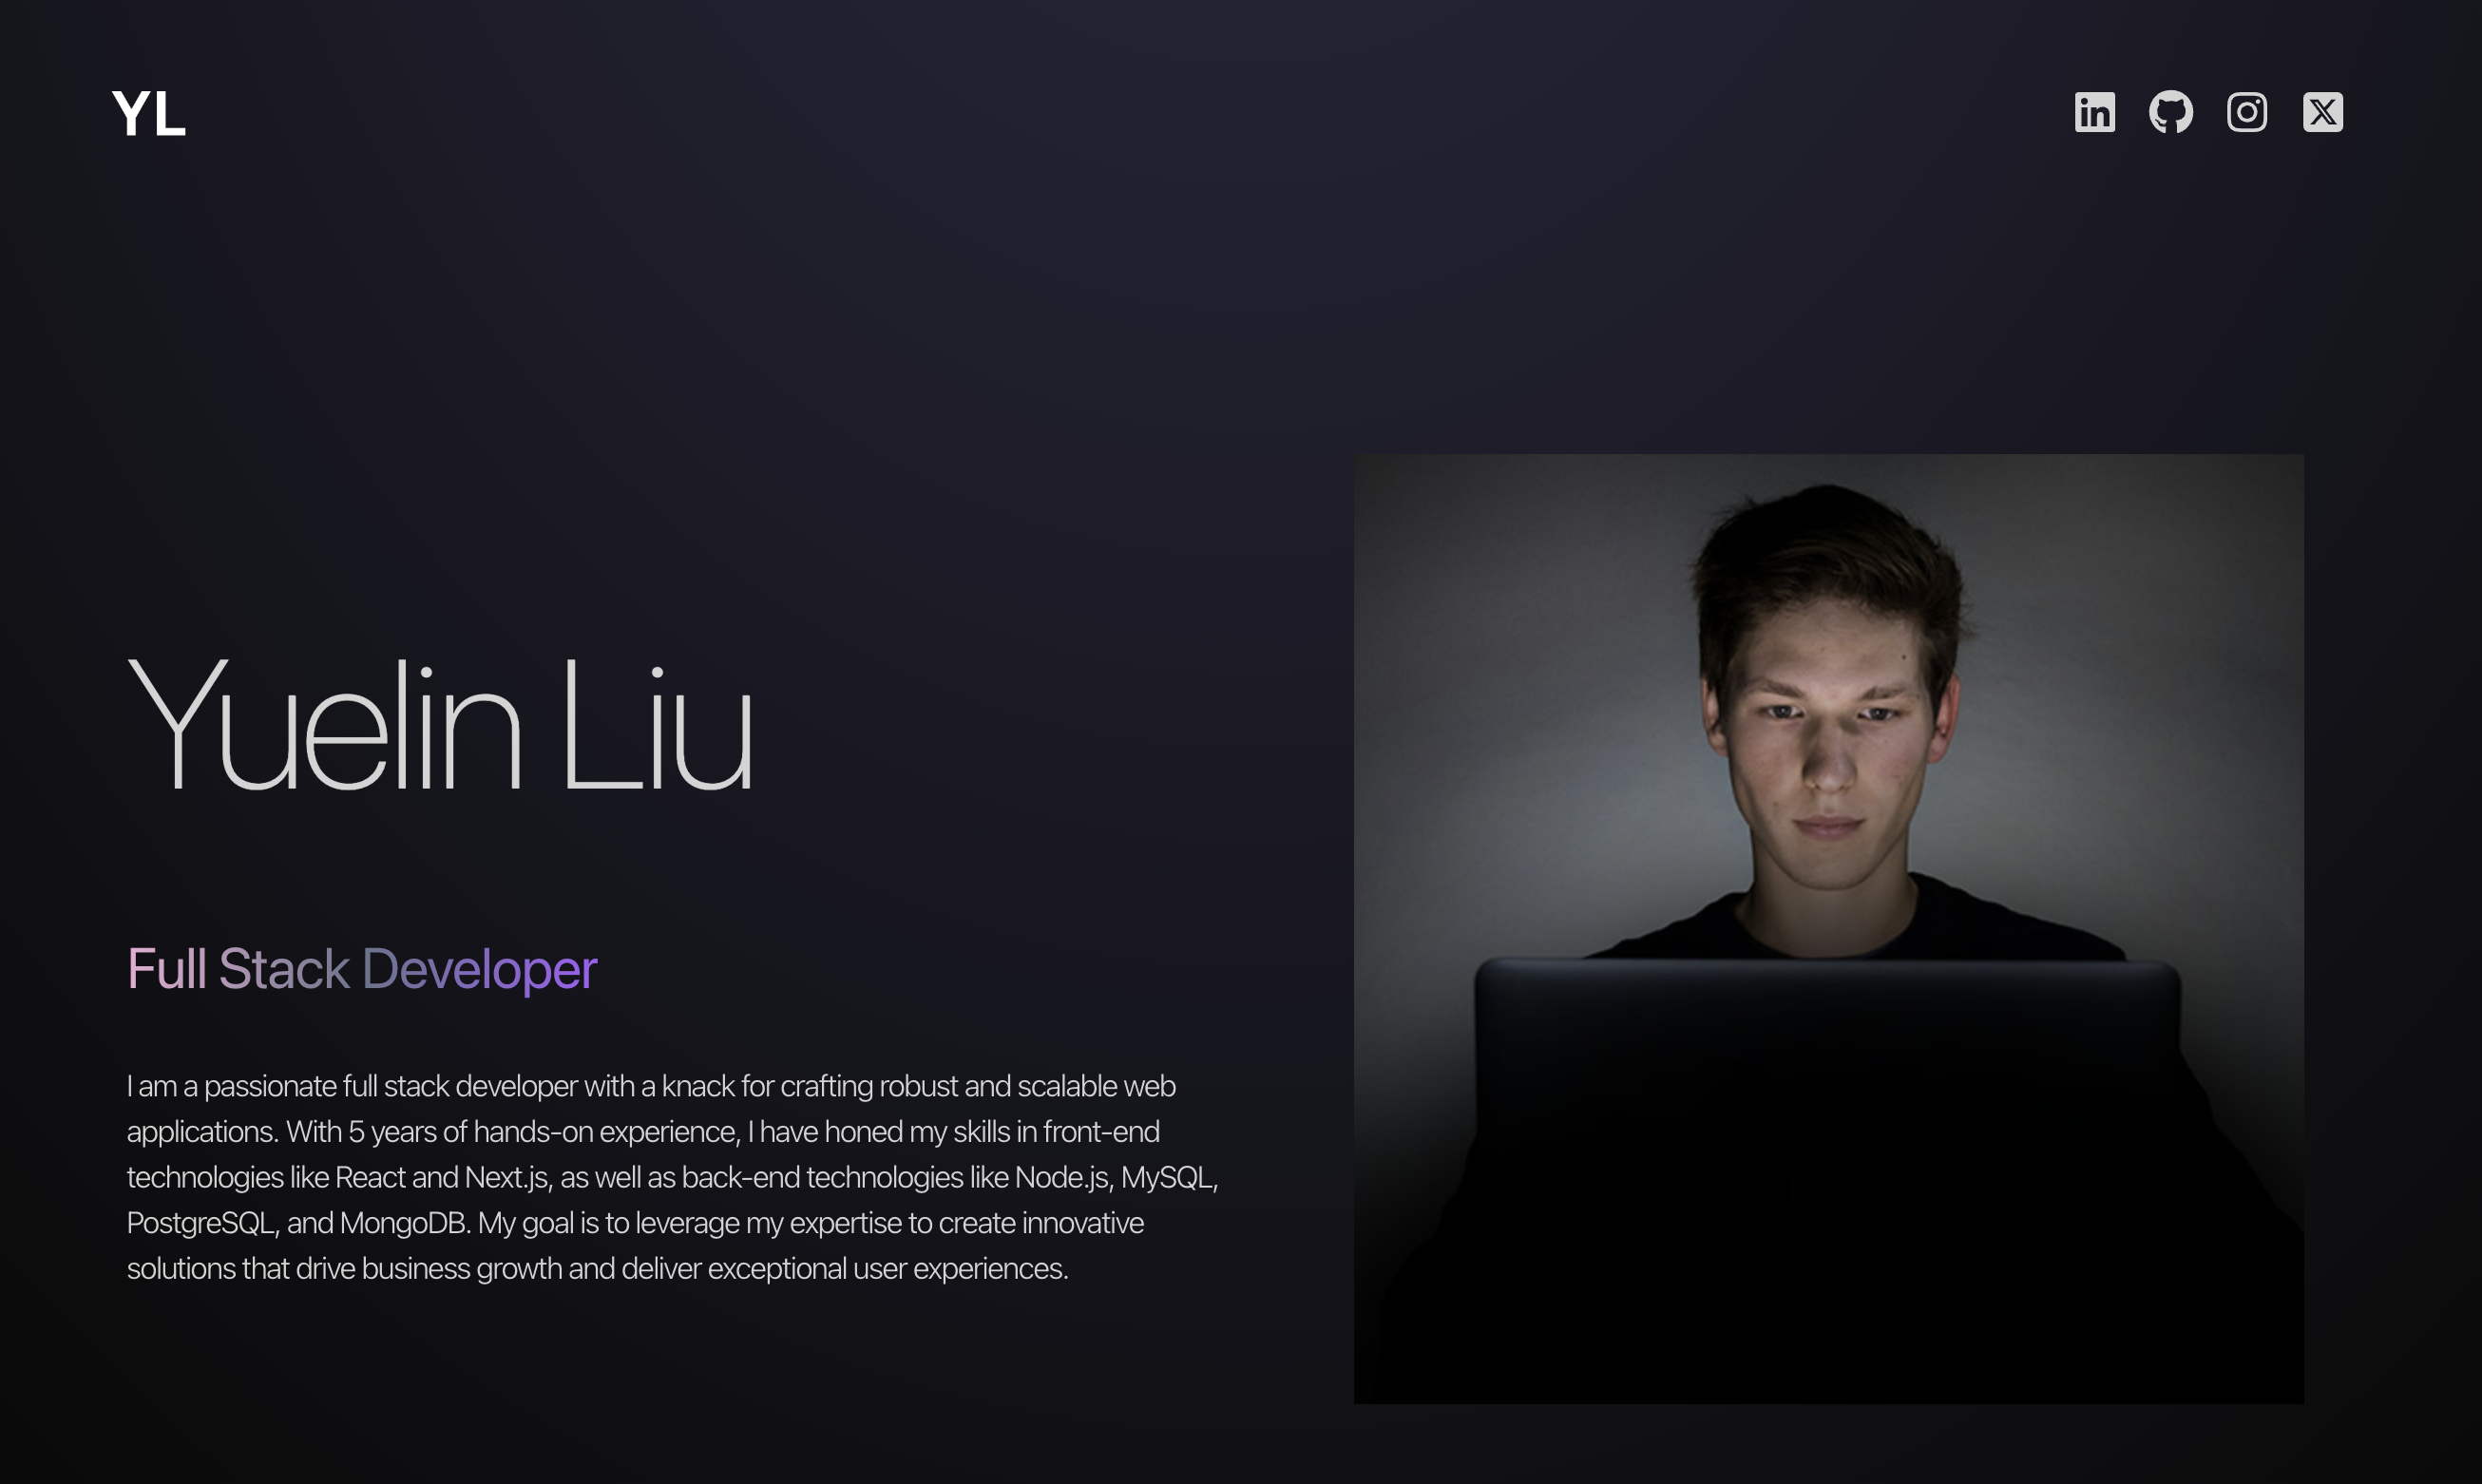 YL
Yuelin Liu
Full Stack Developer
I am a passionate full stack developer with a knack for crafting robust and scalable web
applications. With 5 years of hands-on experience, I have honed my skills in front-end
technologies like React and Next.js, as well as back-end technologies like Node.js, MySQL,
PostgreSQL, and MongoDB. My goal is to leverage my expertise to create innovative
solutions that drive business growth and deliver exceptional user experiences.